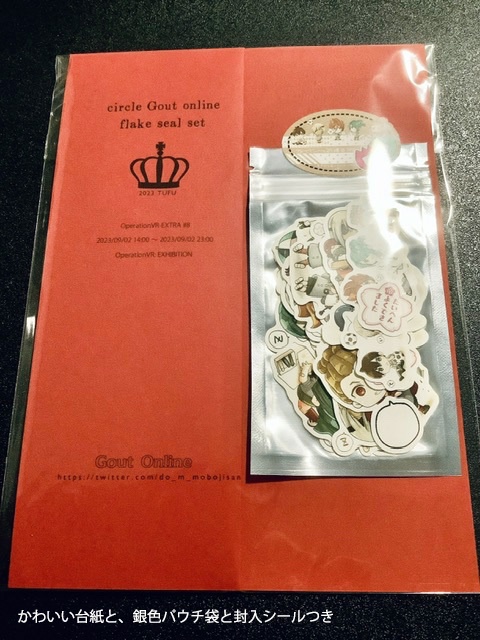 circle Gout online
flake seal set
2023 TUFU
OperationVR EXTRA 88
2023/09/02 14:00 ～ 2023/09/02 23:00
OperationVR: EXHIBITION
Gout Online
https://twitter.com/do_m_mobojisan
かわいい台紙と、銀色パウチ袋と封入シールつき